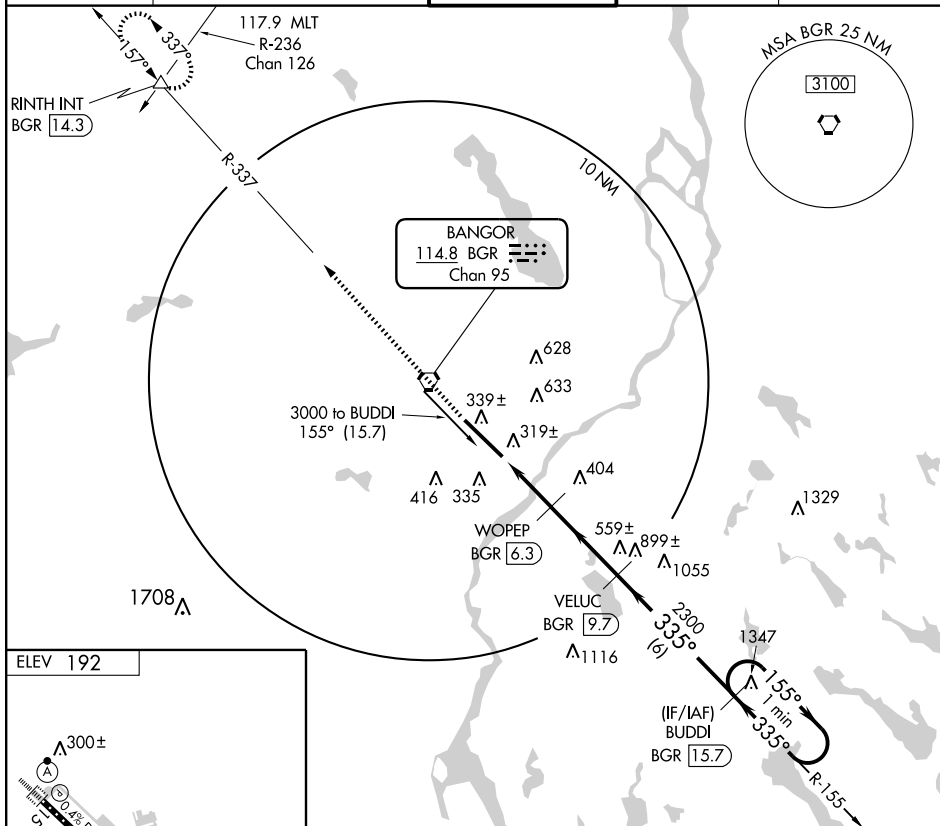 117.9 MLT
R-236
Chan 126
337°
157°
RINTH INT
BGR 14.3
R-337
10 NM
MSA BGR 25 NM
3100
BANGOR
114.8 BGR
Chan 95
628
633
339±
319±
3000 to BUDDI
155° (15.7)
416
335
404
WOPEP
BGR 6.3
559±
899±
1055
1329
VELUC
BGR 9.7
1708
1116
2300
335°
(6)
1347
155°
1 min
335°
(IF/IAF)
BUDDI
BGR 15.7
R-155
ELEV 192
300±
A
P
0.4%